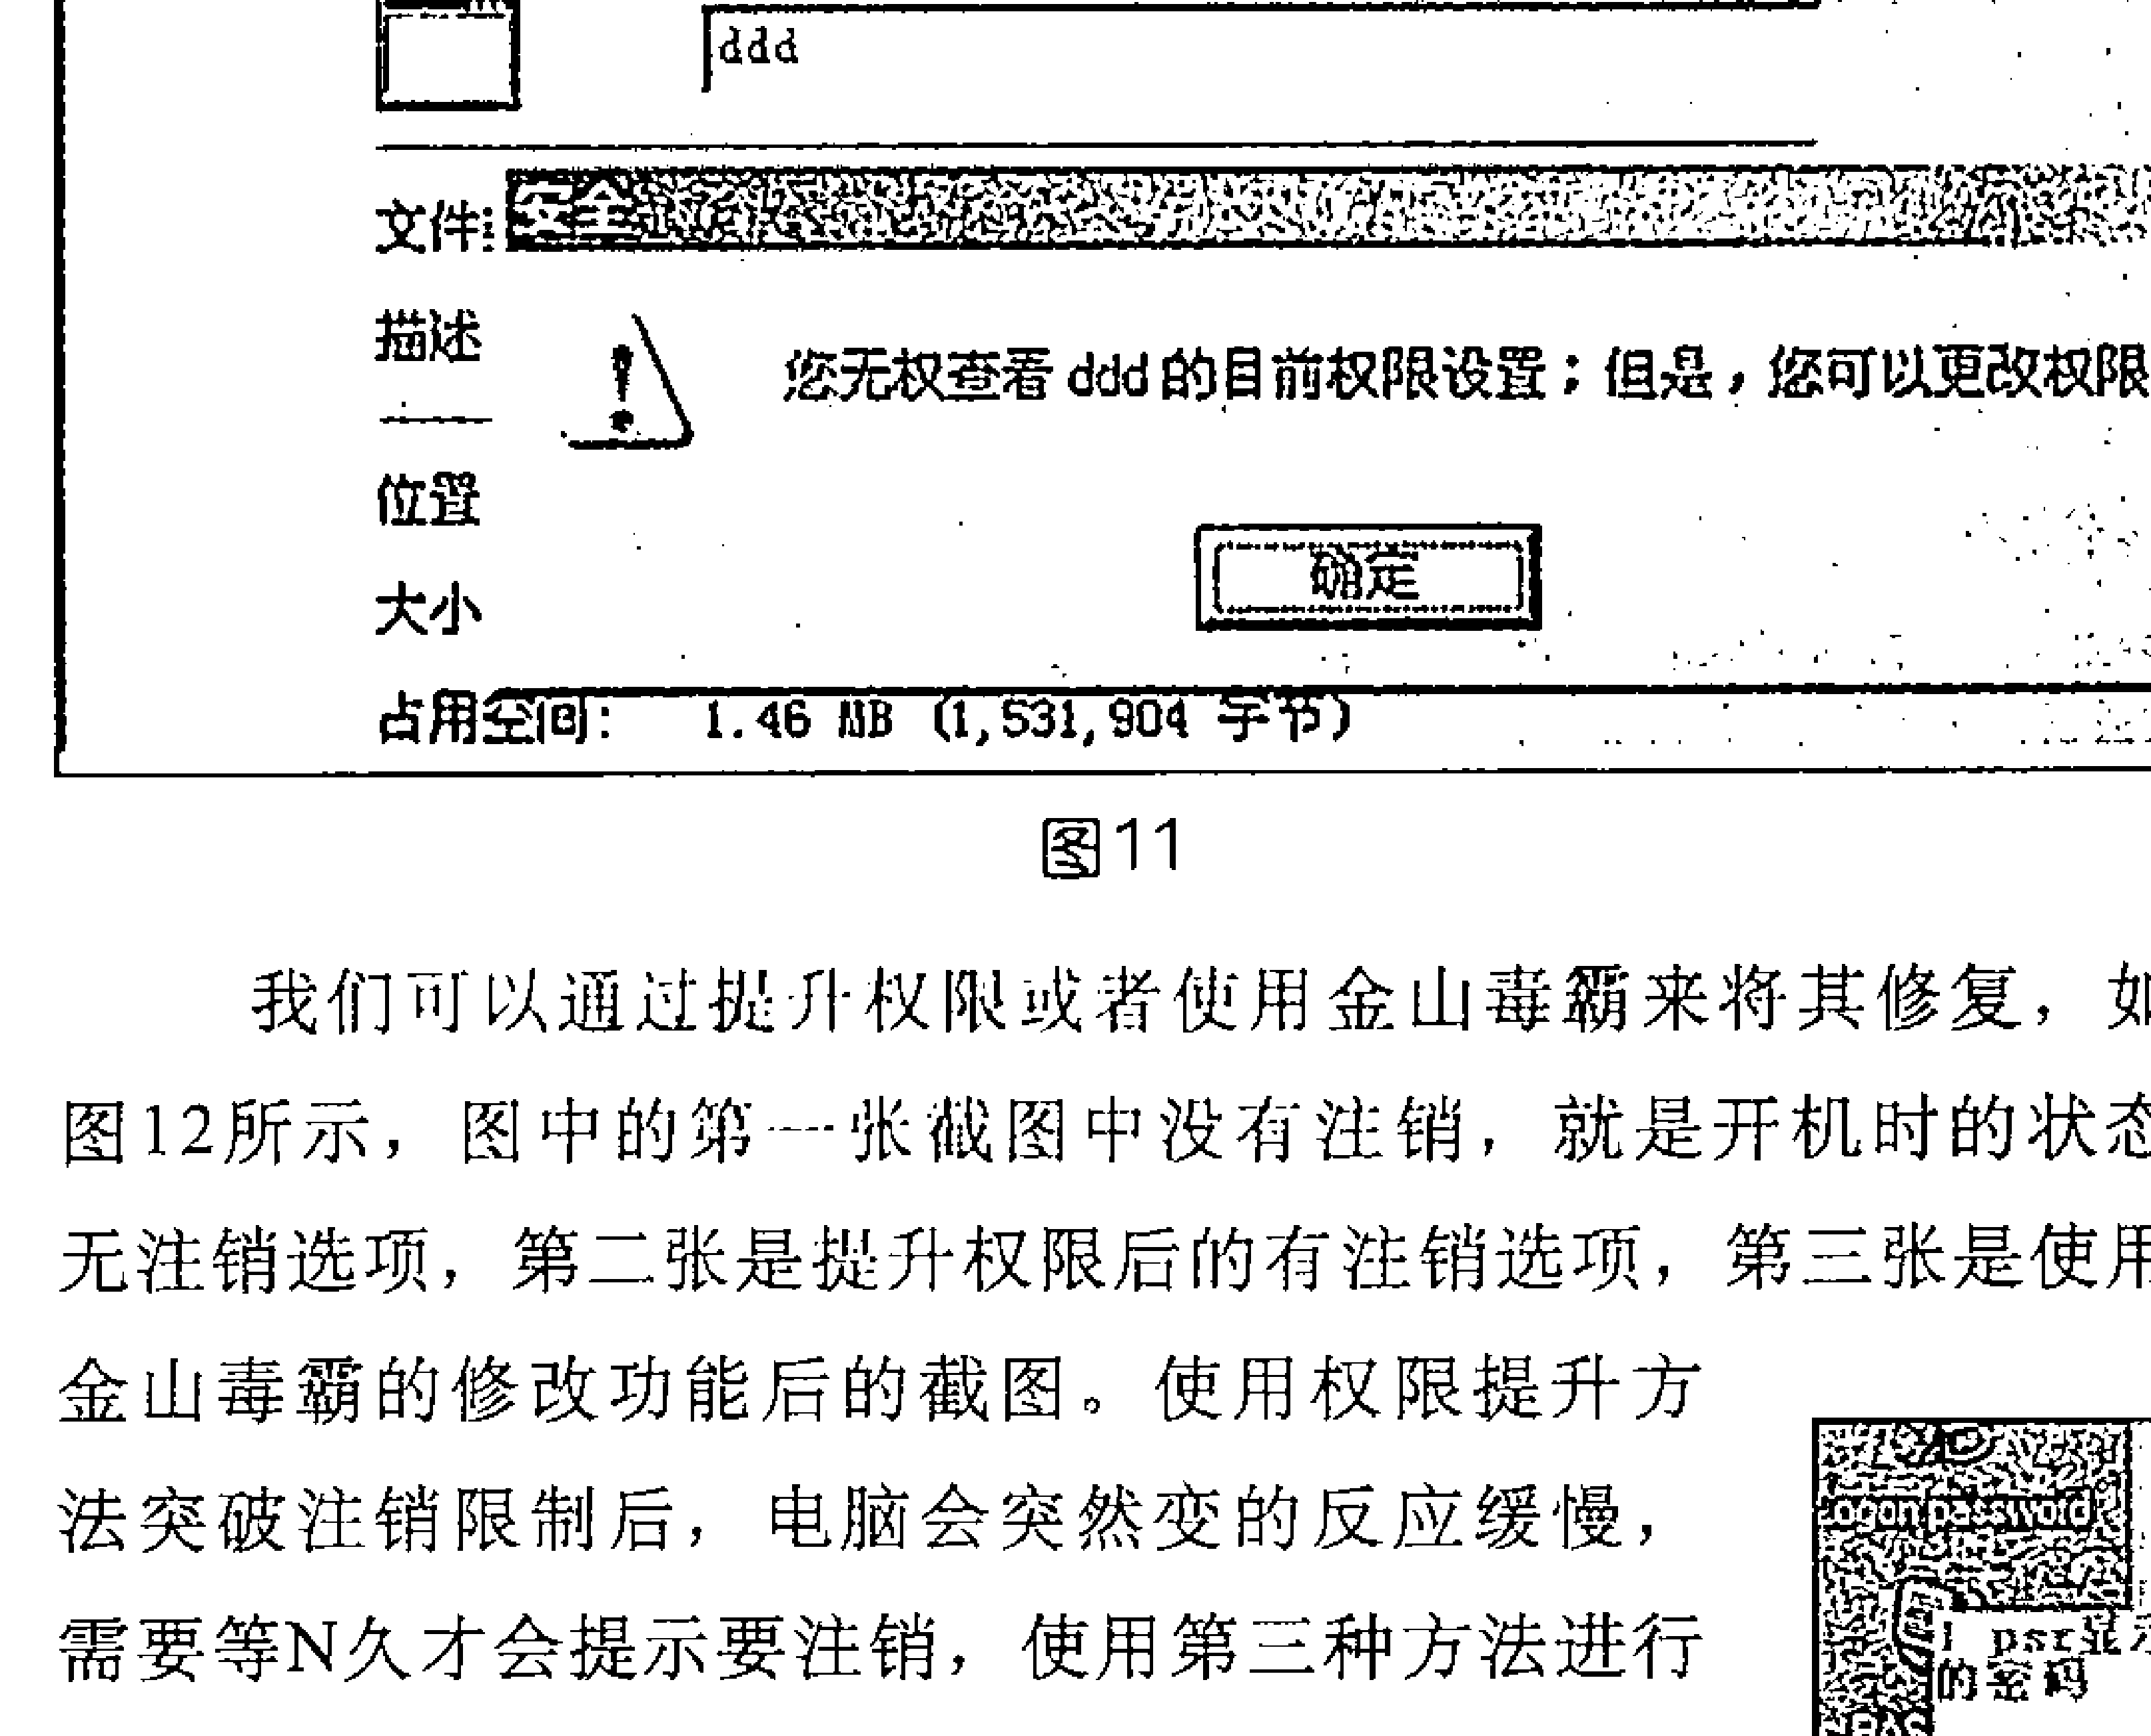 ddd
文件: 安全
描述
您无权查看 ddd 的目前权限设置；但是，您可以更改权限
位置
确定
大小
占用空间: 1.46 MB (1,531,904 字节)
图11
我们可以通过提升权限或者使用金山毒霸来将其修复，如
图12所示，图中的第一张截图中没有注销，就是开机时的状态
无注销选项，第二张是提升权限后的有注销选项，第三张是使用
金山毒霸的修改功能后的截图。使用权限提升方
法突破注销限制后，电脑会突然变的反应缓慢，
需要等N久才会提示要注销，使用第三种方法进行
logon password
psr显示
的密码